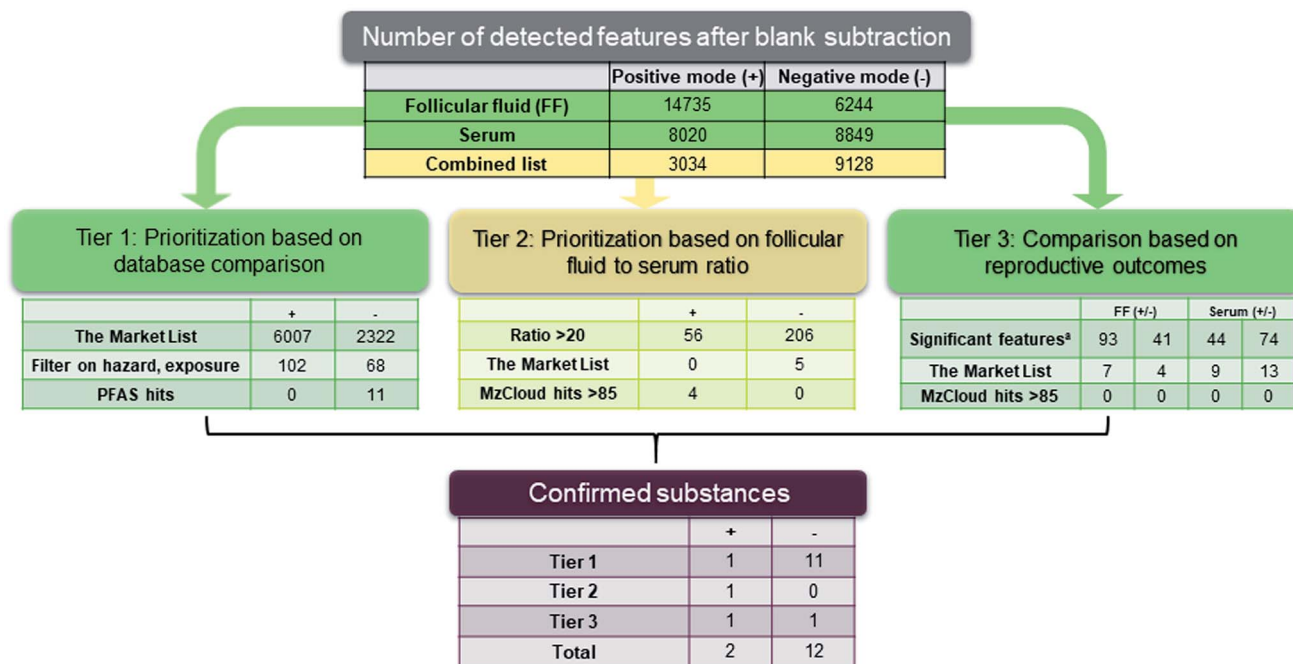 Number of detected features after blank subtraction
Positive mode (+) Negative mode (-)
Follicular fluid (FF) 14735 6244
Serum 8020 8849
Combined list 3034 9128
Tier 1: Prioritization based on
database comparison
+ -
The Market List 6007 2322
Filter on hazard, exposure 102 68
PFAS hits 0 11
Tier 2: Prioritization based on follicular
fluid to serum ratio
+ -
Ratio >20 56 206
The Market List 0 5
MzCloud hits >85 4 0
Tier 3: Comparison based on
reproductive outcomes
FF (+/-) Serum (+/-)
Significant featuresª 93 41 44 74
The Market List 7 4 9 13
MzCloud hits >85 0 0 0 0
Confirmed substances
+ -
Tier 1 1 11
Tier 2 1 0
Tier 3 1 1
Total 2 12